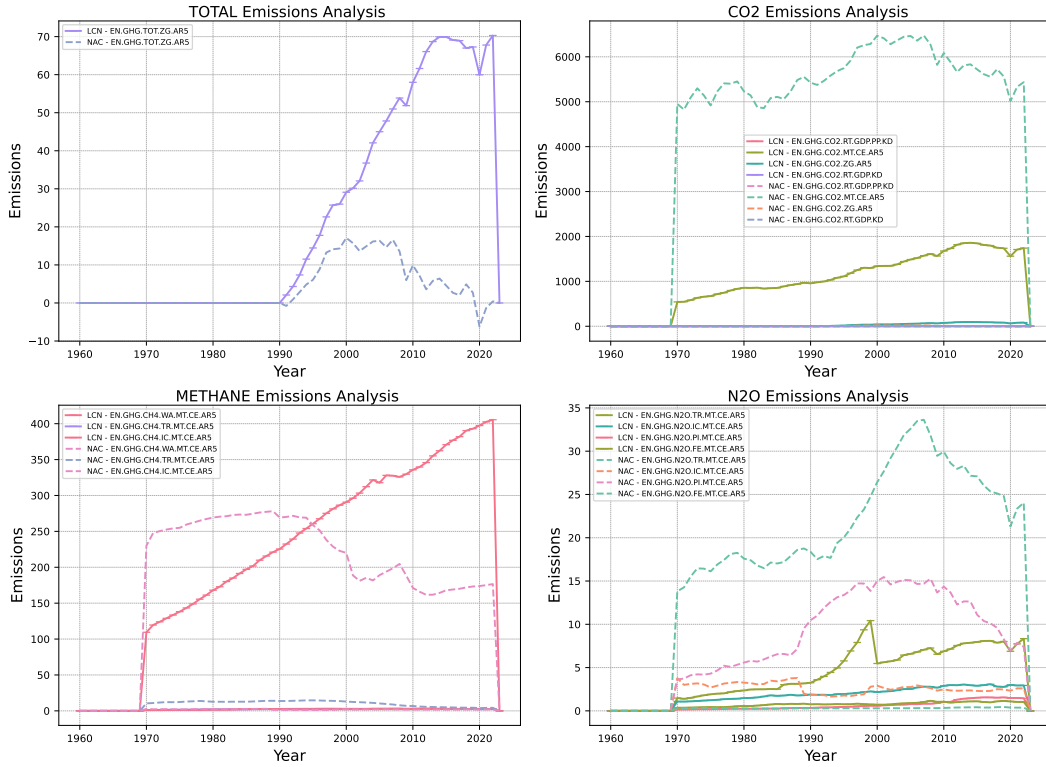 TOTAL Emissions Analysis
LCN - EN.GHG.TOT.ZG.AR5
NAC - EN.GHG.TOT.ZG.AR5
Emissions
70
60
50
40
30
20
10
0
−10
1960 1970 1980 1990 2000 2010 2020
Year
CO2 Emissions Analysis
LCN - EN.GHG.CO2.RT.GDP.PP.KD
LCN - EN.GHG.CO2.MT.CE.AR5
LCN - EN.GHG.CO2.ZG.AR5
LCN - EN.GHG.CO2.RT.GDP.KD
NAC - EN.GHG.CO2.RT.GDP.PP.KD
NAC - EN.GHG.CO2.MT.CE.AR5
NAC - EN.GHG.CO2.ZG.AR5
NAC - EN.GHG.CO2.RT.GDP.KD
Emissions
6000
5000
4000
3000
2000
1000
0
1960 1970 1980 1990 2000 2010 2020
Year
METHANE Emissions Analysis
LCN - EN.GHG.CH4.WA.MT.CE.AR5
LCN - EN.GHG.CH4.TR.MT.CE.AR5
LCN - EN.GHG.CH4.IC.MT.CE.AR5
NAC - EN.GHG.CH4.WA.MT.CE.AR5
NAC - EN.GHG.CH4.TR.MT.CE.AR5
NAC - EN.GHG.CH4.IC.MT.CE.AR5
Emissions
400
350
300
250
200
150
100
50
0
1960 1970 1980 1990 2000 2010 2020
Year
N2O Emissions Analysis
LCN - EN.GHG.N2O.TR.MT.CE.AR5
LCN - EN.GHG.N2O.IC.MT.CE.AR5
LCN - EN.GHG.N2O.PI.MT.CE.AR5
LCN - EN.GHG.N2O.FE.MT.CE.AR5
NAC - EN.GHG.N2O.TR.MT.CE.AR5
NAC - EN.GHG.N2O.IC.MT.CE.AR5
NAC - EN.GHG.N2O.PI.MT.CE.AR5
NAC - EN.GHG.N2O.FE.MT.CE.AR5
Emissions
35
30
25
20
15
10
5
0
1960 1970 1980 1990 2000 2010 2020
Year